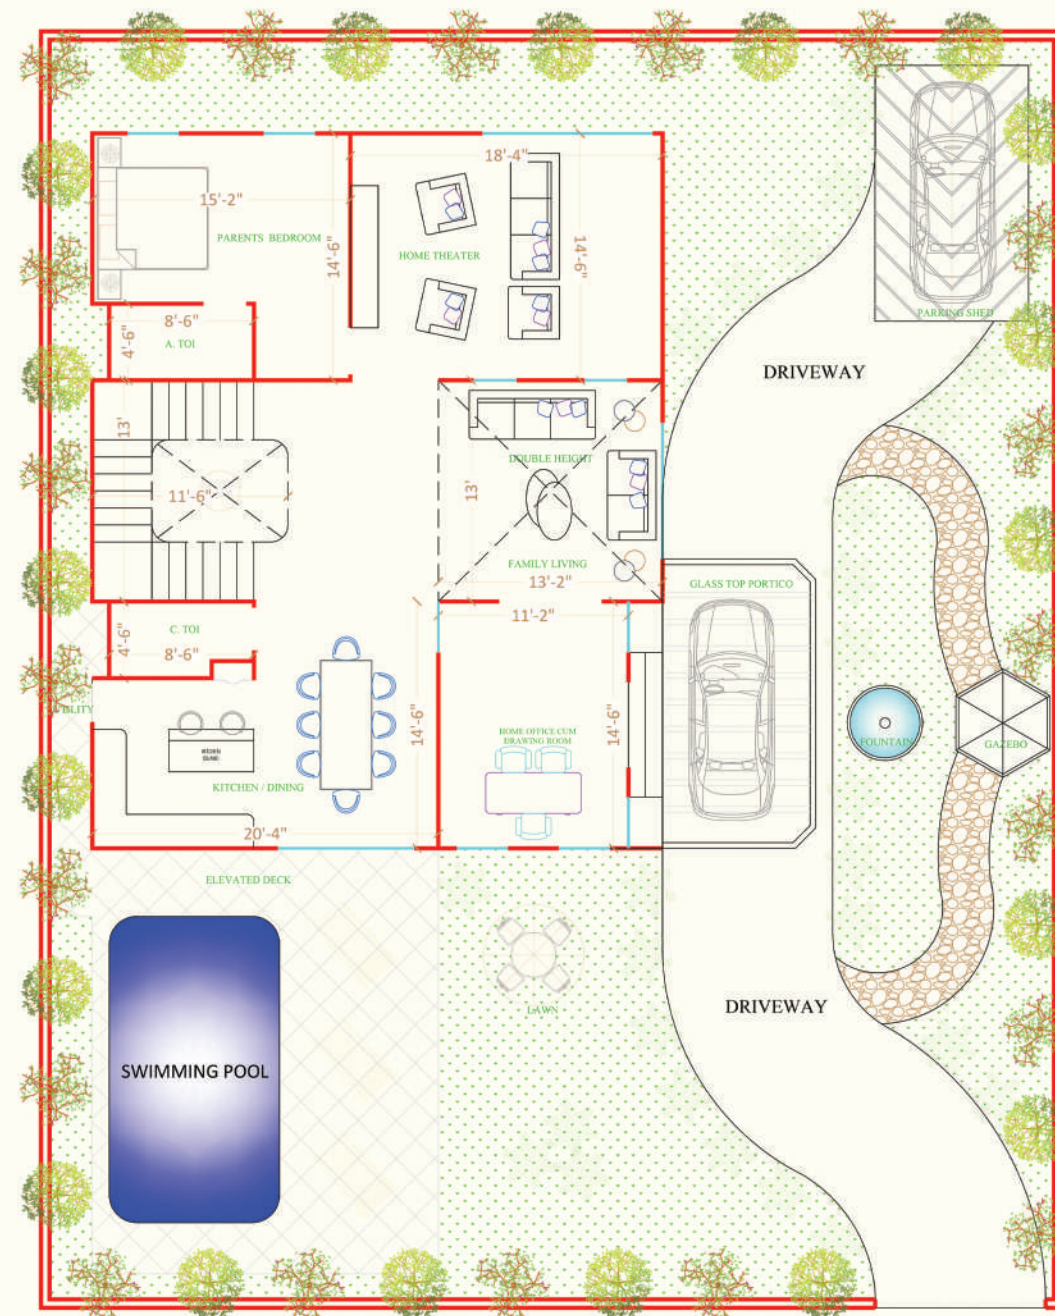 18'-4"
15'-2"
PARENTS BEDROOM
14'-6"
HOME THEATER
14'-6"
PARKING SHED
8'-6"
4'-6"
A. TOI
DRIVEWAY
13'
DOUBLE HEIGHT
11'-6"
13'
FAMILY LIVING
13'-2"
GLASS TOP PORTICO
11'-2"
C. TOI
4'-6"
8'-6"
14'-6"
14'-6"
HOME OFFICE CUM
DRAWING ROOM
FOUNTAIN
GAZEBO
KITCHEN
KITCHEN / DINING
20'-4"
ELEVATED DECK
LAWN
DRIVEWAY
SWIMMING POOL